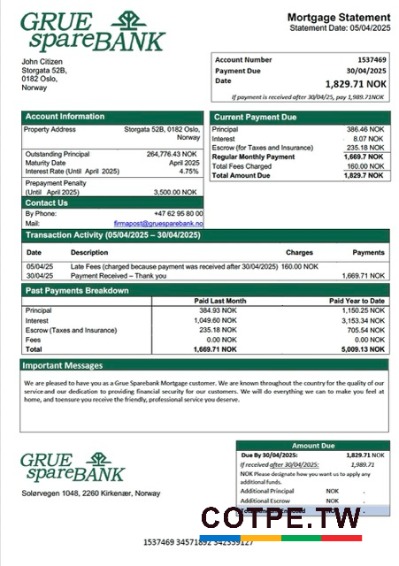 GRUE
spareBANK
Mortgage Statement
Statement Date: 05/04/2025
John Citizen
Storgata 52B,
0182 Oslo,
Norway
Account Number 1537469
Payment Due 30/04/2025
Date 1,829.71 NOK
if payment is received after 30/04/25, pay 1,989.71NOK
Account Information
Property Address Storgata 52B, 0182 Oslo,
Norway
Outstanding Principal 264,776.43 NOK
Maturity Date April 2025
Interest Rate (Until April 2025) 4.75%
Prepayment Penalty
(Until April 2025) 3,500.00 NOK
Contact Us
By Phone: +47 62 95 80 00
Mail: firmapost@gruesparebank.no
Current Payment Due
Principal 386.46 NOK
Interest 8.07 NOK
Escrow (for Taxes and Insurance) 235.18 NOK
Regular Monthly Payment 1,669.7 NOK
Total Fees Charged 160.00 NOK
Total Amount Due 1,829.7 NOK
Transaction Activity (05/04/2025 – 30/04/2025)
Date Description Charges Payments
05/04/25 Late Fees (charged because payment was received after 30/04/2025) 160.00 NOK
30/04/25 Payment Received – Thank you 1,669.71 NOK
Past Payments Breakdown
Paid Last Month Paid Year to Date
Principal 384.93 NOK 1,150.25 NOK
Interest 1,049.60 NOK 3,153.34 NOK
Escrow (Taxes and Insurance) 235.18 NOK 705.54 NOK
Fees 0.00 NOK 0.00 NOK
Total 1,669.71 NOK 5,009.13 NOK
Important Messages
We are pleased to have you as a Grue Sparebank Mortgage customer. We are known throughout the country for the quality of our
service and our dedication to providing financial security for our customers. We will do everything we can to make you feel at
home, and toensure you receive the friendly, professional service you deserve.
GRUE
spareBANK
Solørvegen 1048, 2260 Kirkenær, Norway
Amount Due
Due By 30/04/2025: 1,829.71 NOK
If received after 30/04/2025: 1,989.71
NOK Please designate how you want us to apply any
additional funds.
Additional Principal NOK -
Additional Escrow NOK -
NOK -
COTPE.TW
1537469 34571892 342359127